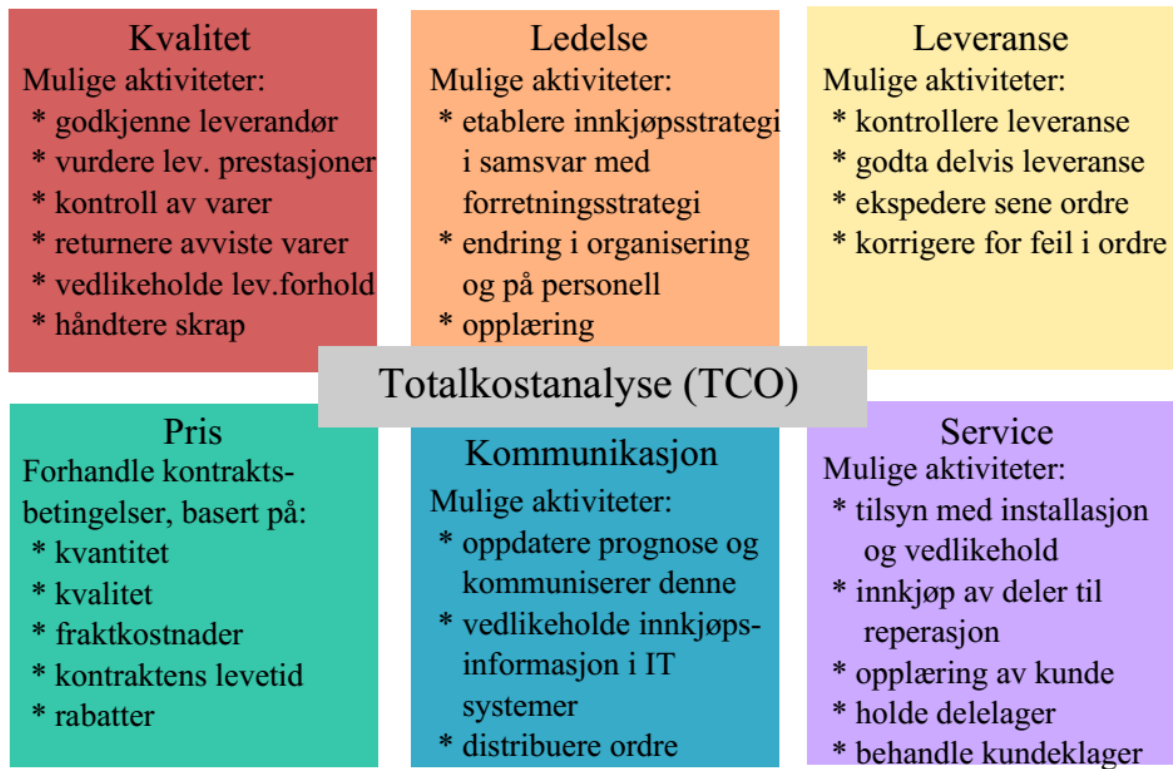 Kvalitet
Mulige aktiviteter:
* godkjenne leverandør
* vurdere lev. prestasjoner
* kontroll av varer
* returnere avviste varer
* vedlikeholde lev.forhold
* håndtere skrap
Ledelse
Mulige aktiviteter:
* etablere innkjøpsstrategi
i samsvar med
forretningsstrategi
* endring i organisering
og på personell
* opplæring
Leveranse
Mulige aktiviteter:
* kontrollere leveranse
* godta delvis leveranse
* ekspedere sene ordre
* korrigere for feil i ordre
Totalkostanalyse (TCO)
Pris
Forhandle kontrakts-
betingelser, basert på:
* kvantitet
* kvalitet
* fraktkostnader
* kontraktens levetid
* rabatter
Kommunikasjon
Mulige aktiviteter:
* oppdatere prognose og
kommuniserer denne
* vedlikeholde innkjøps-
informasjon i IT
systemer
* distribuere ordre
Service
Mulige aktiviteter:
* tilsyn med installasjon
og vedlikehold
* innkjøp av deler til
reperasjon
* opplæring av kunde
* holde delelager
* behandle kundeklager